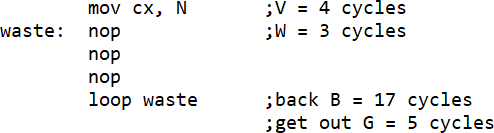 mov cx, N ;V = 4 cycles
waste: nop ;W = 3 cycles
nop
nop
loop waste ;back B = 17 cycles
;get out G = 5 cycles